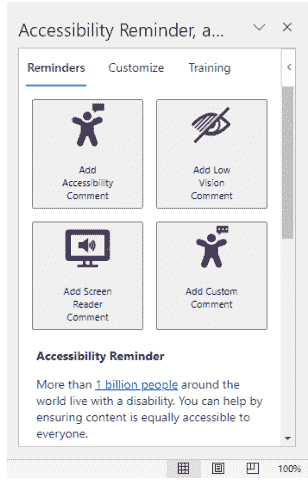 Accessibility Reminder, a...
Reminders Customize Training
Add
Accessibility
Comment
Add Low
Vision
Comment
Add Screen
Reader
Comment
Add Custom
Comment
Accessibility Reminder
More than 1 billion people around the
world live with a disability. You can help by
ensuring content is equally accessible to
everyone.
100%